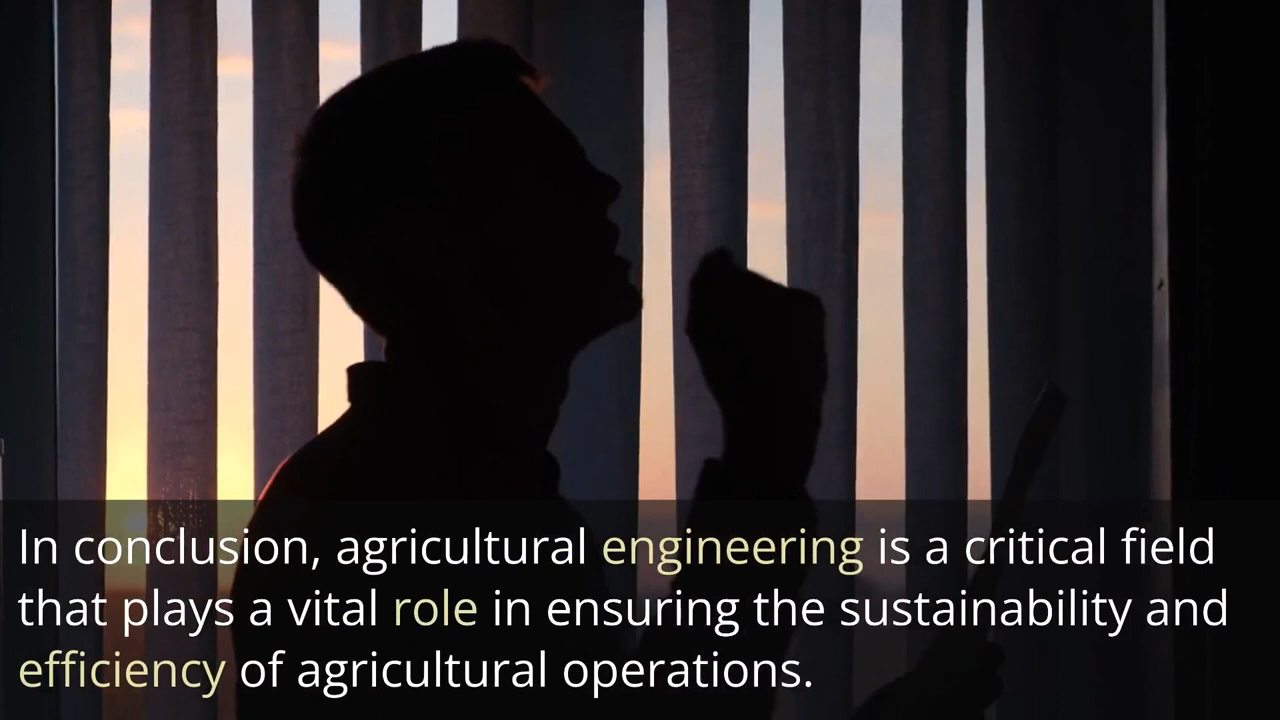 In conclusion, agricultural engineering is a critical field
that plays a vital role in ensuring the sustainability and
efficiency of agricultural operations.